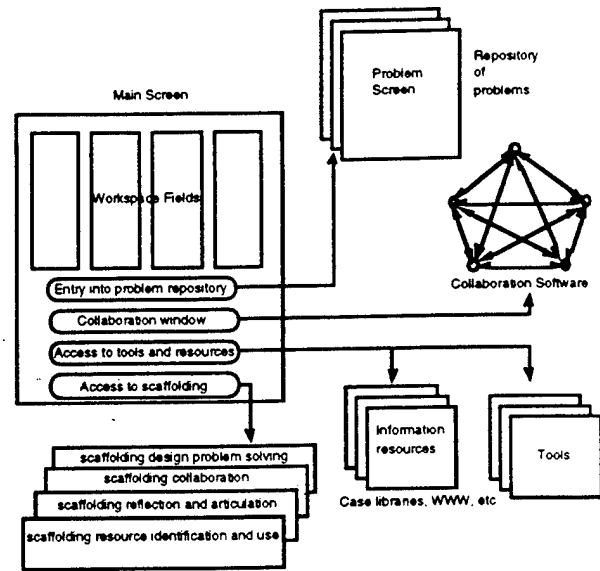 Main Screen
Workspace Fields
Entry into problem repository
Collaboration window
Access to tools and resources
Access to scaffolding
Problem
Screen
Repository
of
problems
Collaboration Software
Information
resources
Case libraries, WWW, etc
Tools
scaffolding design problem solving
scaffolding collaboration
scaffolding reflection and articulation
scaffolding resource identification and use